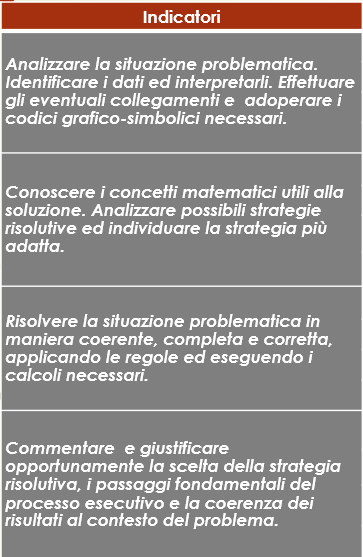 Indicatori
Analizzare la situazione problematica.
Identificare i dati ed interpretarli. Effettuare
gli eventuali collegamenti e  adoperare i
codici grafico-simbolici necessari.
Conoscere i concetti matematici utili alla
soluzione. Analizzare possibili strategie
risolutive ed individuare la strategia più
adatta.
Risolvere la situazione problematica in
maniera coerente, completa e corretta,
applicando le regole ed eseguendo i
calcoli necessari.
Commentare  e giustificare
opportunamente la scelta della strategia
risolutiva, i passaggi fondamentali del
processo esecutivo e la coerenza dei
risultati al contesto del problema.